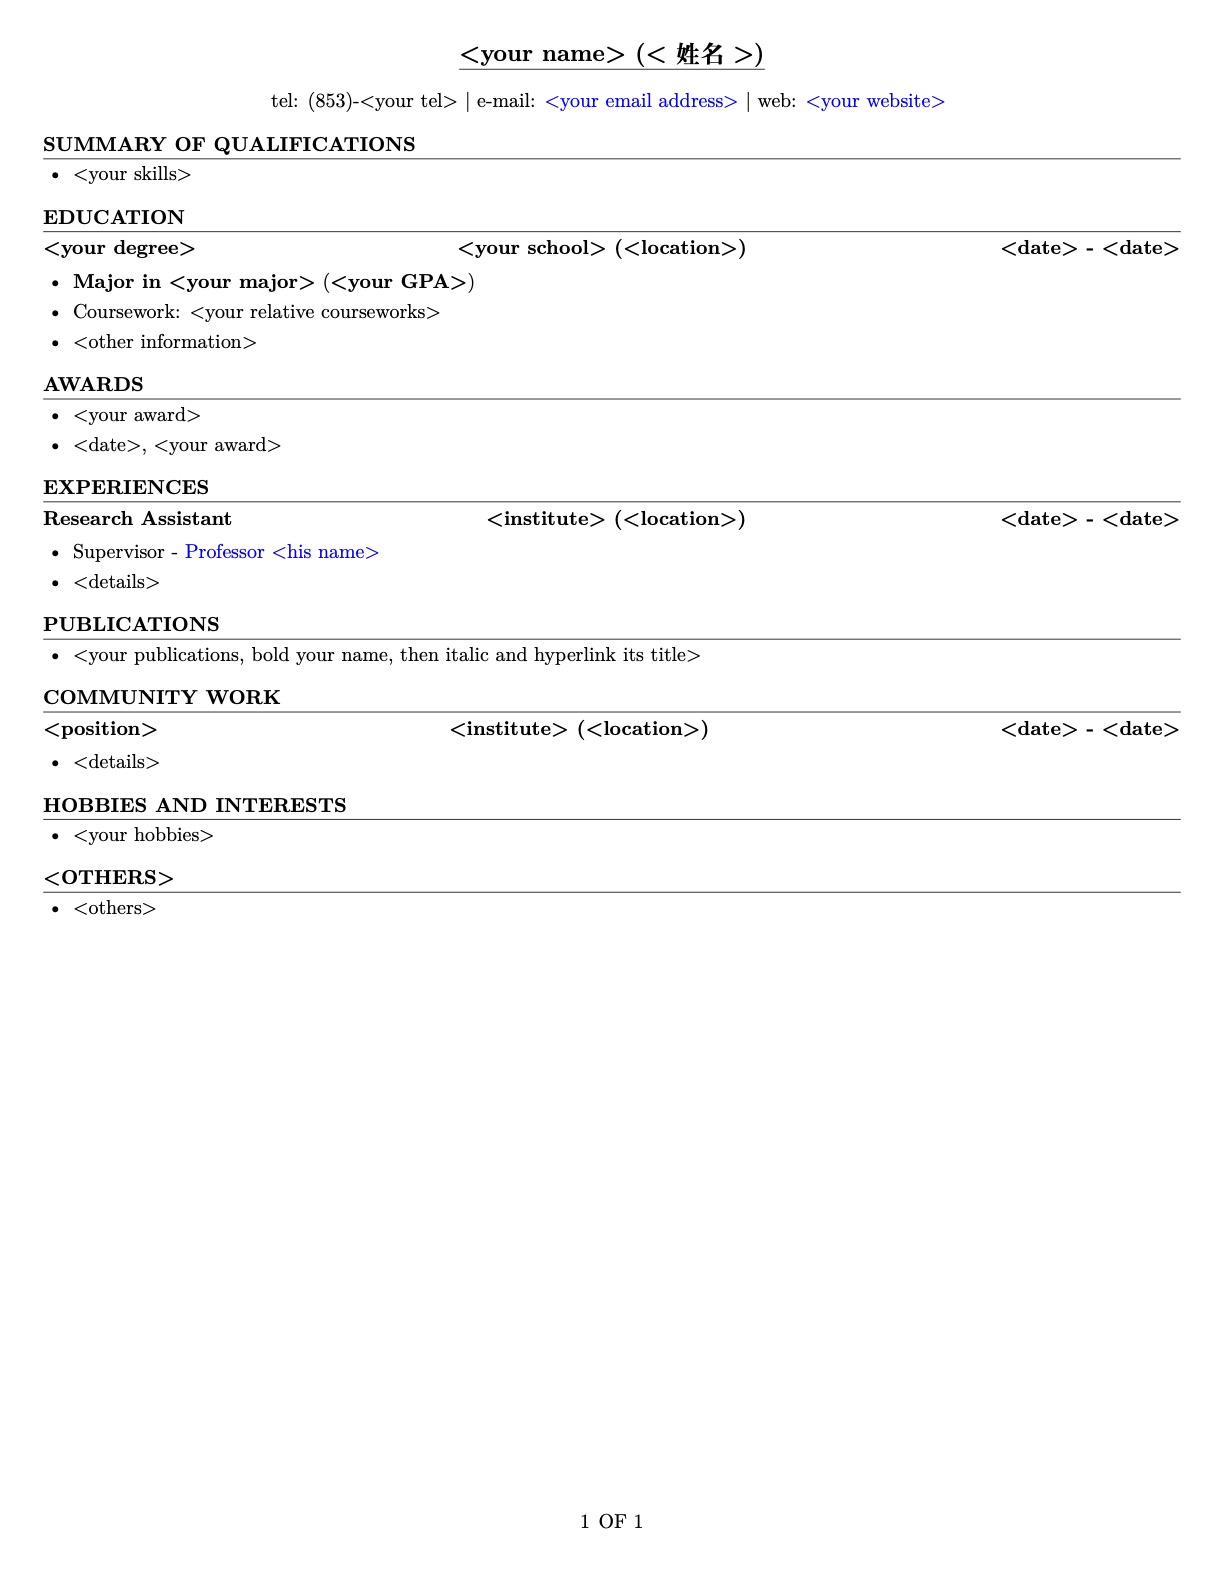 <your name> (< 姓名 >)
tel: (853)-<your tel> | e-mail: <your email address> | web: <your website>
SUMMARY OF QUALIFICATIONS
• <your skills>
EDUCATION
<your degree> <your school> (<location>) <date> - <date>
• Major in <your major> (<your GPA>)
• Coursework: <your relative courseworks>
• <other information>
AWARDS
• <your award>
• <date>, <your award>
EXPERIENCES
Research Assistant <institute> (<location>) <date> - <date>
• Supervisor - Professor <his name>
• <details>
PUBLICATIONS
• <your publications, bold your name, then italic and hyperlink its title>
COMMUNITY WORK
<position> <institute> (<location>) <date> - <date>
• <details>
HOBBIES AND INTERESTS
• <your hobbies>
<OTHERS>
• <others>
1 OF 1